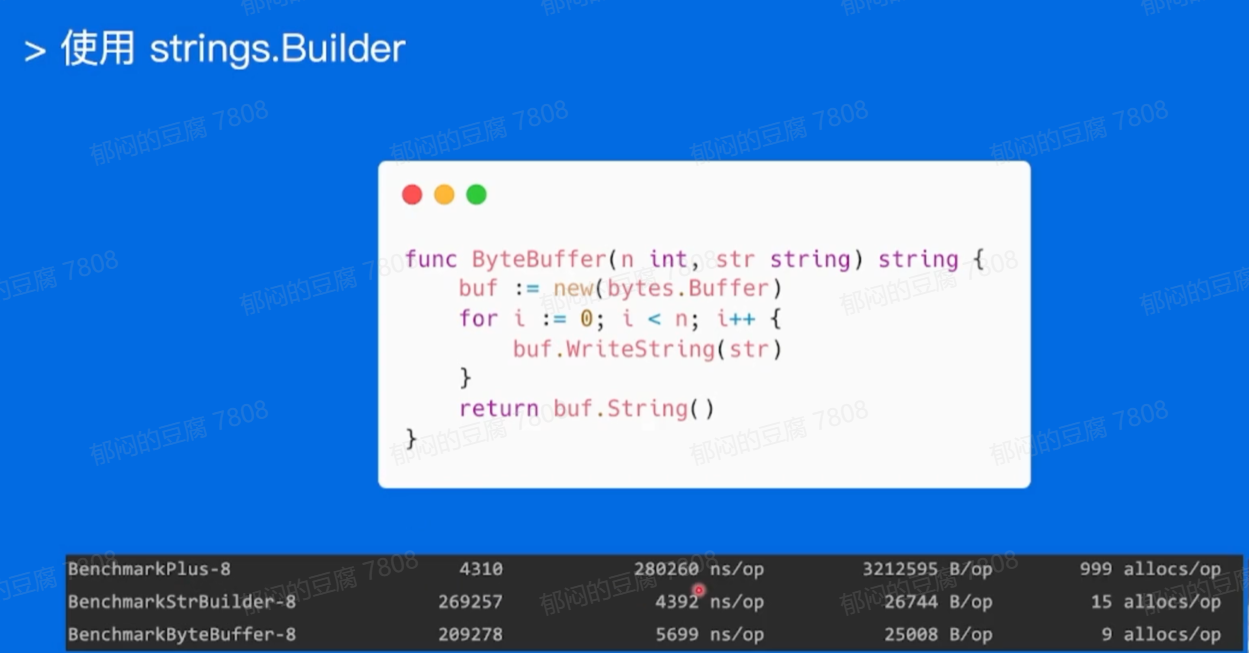 > 使用 strings.Builder
func ByteBuffer(n int, str string) string {
    buf := new(bytes.Buffer)
    for i := 0; i < n; i++ {
        buf.WriteString(str)
    }
    return buf.String()
}
BenchmarkPlus-8 4310 280260 ns/op 3212595 B/op 999 allocs/op
BenchmarkStrBuilder-8 269257 4392 ns/op 26744 B/op 15 allocs/op
BenchmarkByteBuffer-8 209278 5699 ns/op 25008 B/op 9 allocs/op
郁闷的豆腐 7808